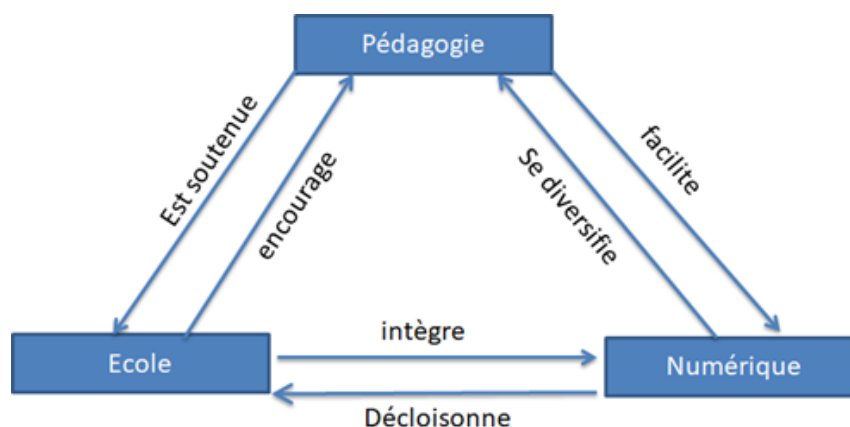 Pédagogie
Est soutenue
encourage
Se diversifie
facilite
intègre
Ecole
Numérique
Décloisonne